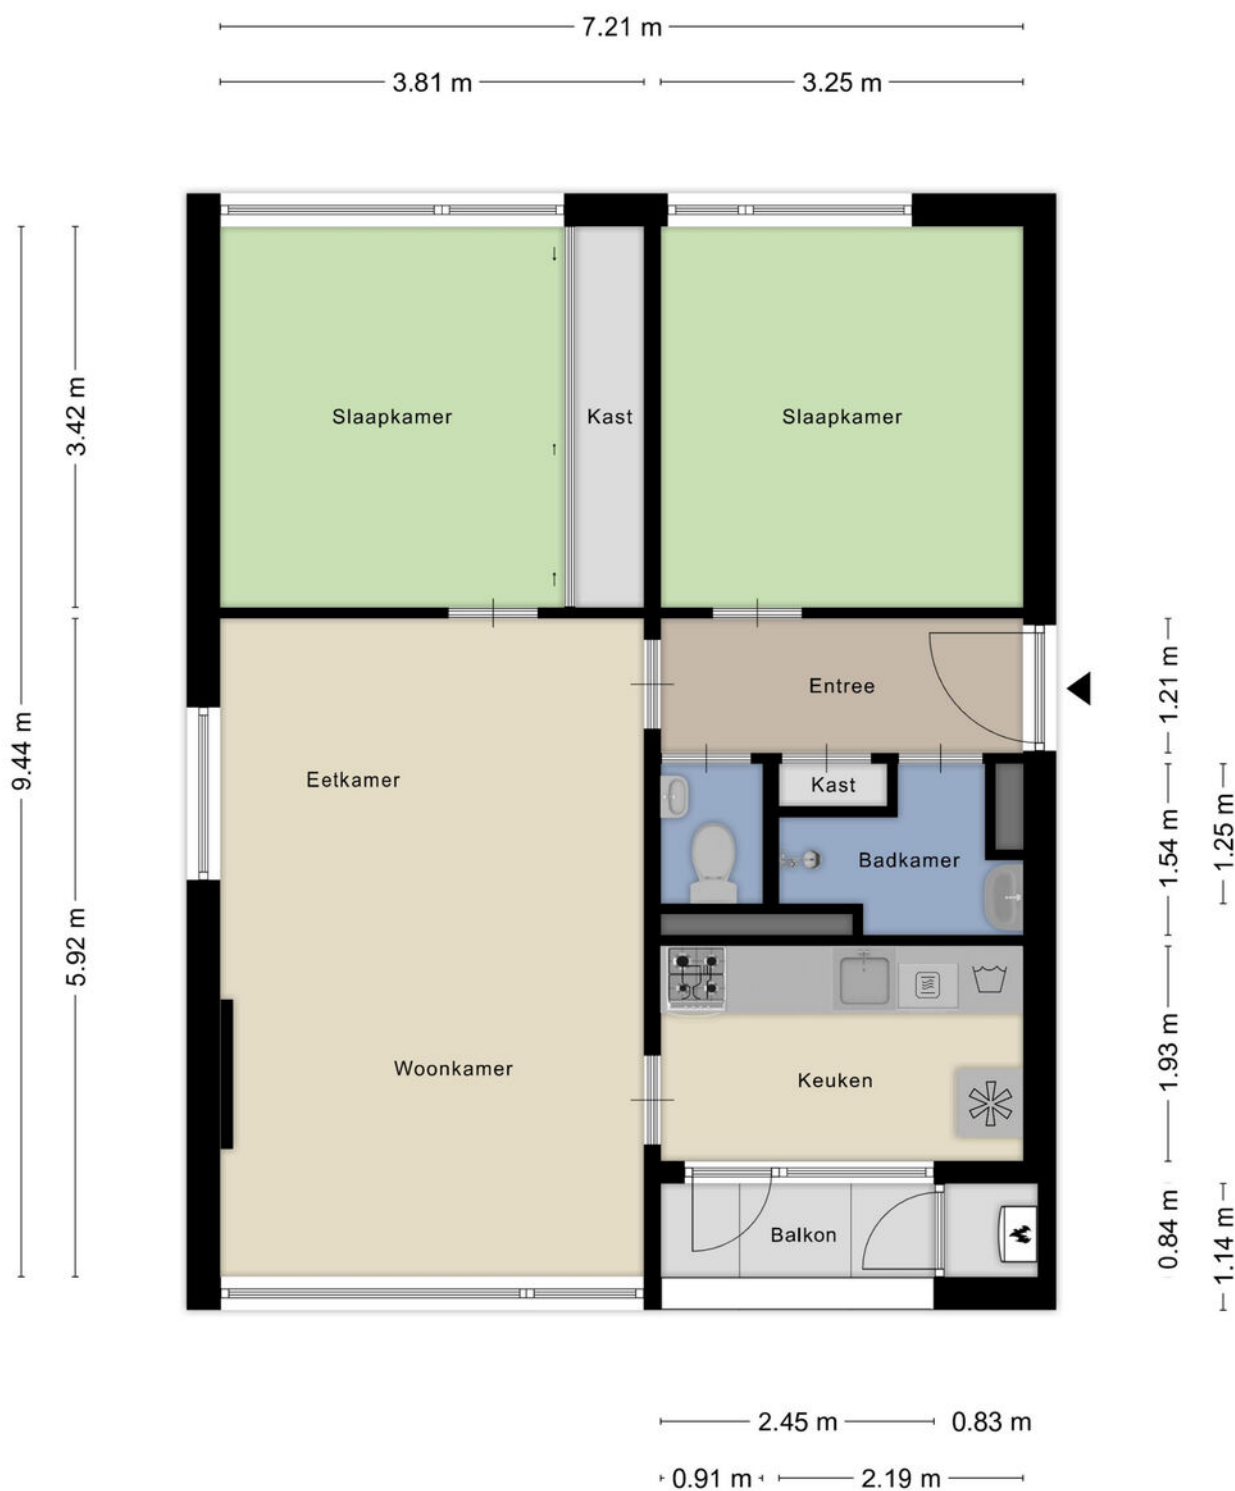 7.21 m
3.81 m
3.25 m
3.42 m
9.44 m
5.92 m
Slaapkamer
Kast
Slaapkamer
Entree
1.21 m
Eetkamer
Kast
Badkamer
1.54 m
1.25 m
Woonkamer
Keuken
1.93 m
Balkon
0.84 m
1.14 m
2.45 m
0.83 m
0.91 m
2.19 m